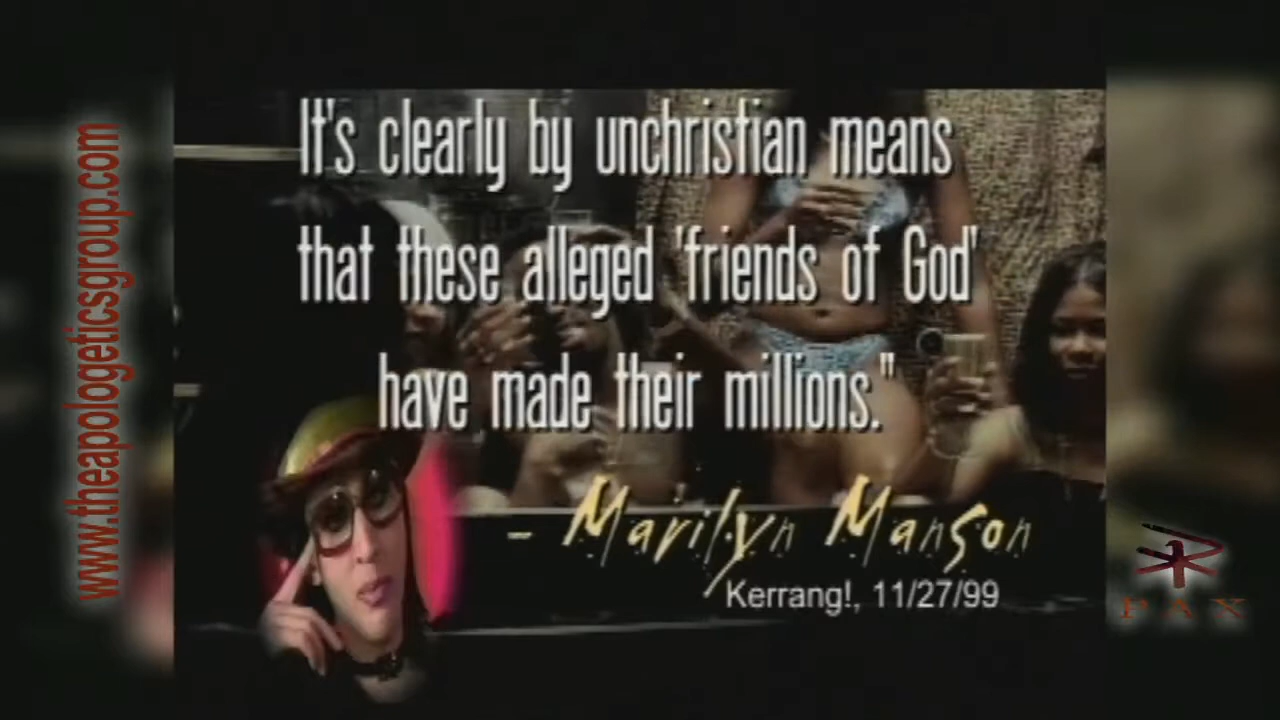 www.theapologeticsgroup.com
It's clearly by unchristian means
that these alleged 'friends of God'
have made their millions."
- Marilyn Manson
Kerrang!, 11/27/99
PAX